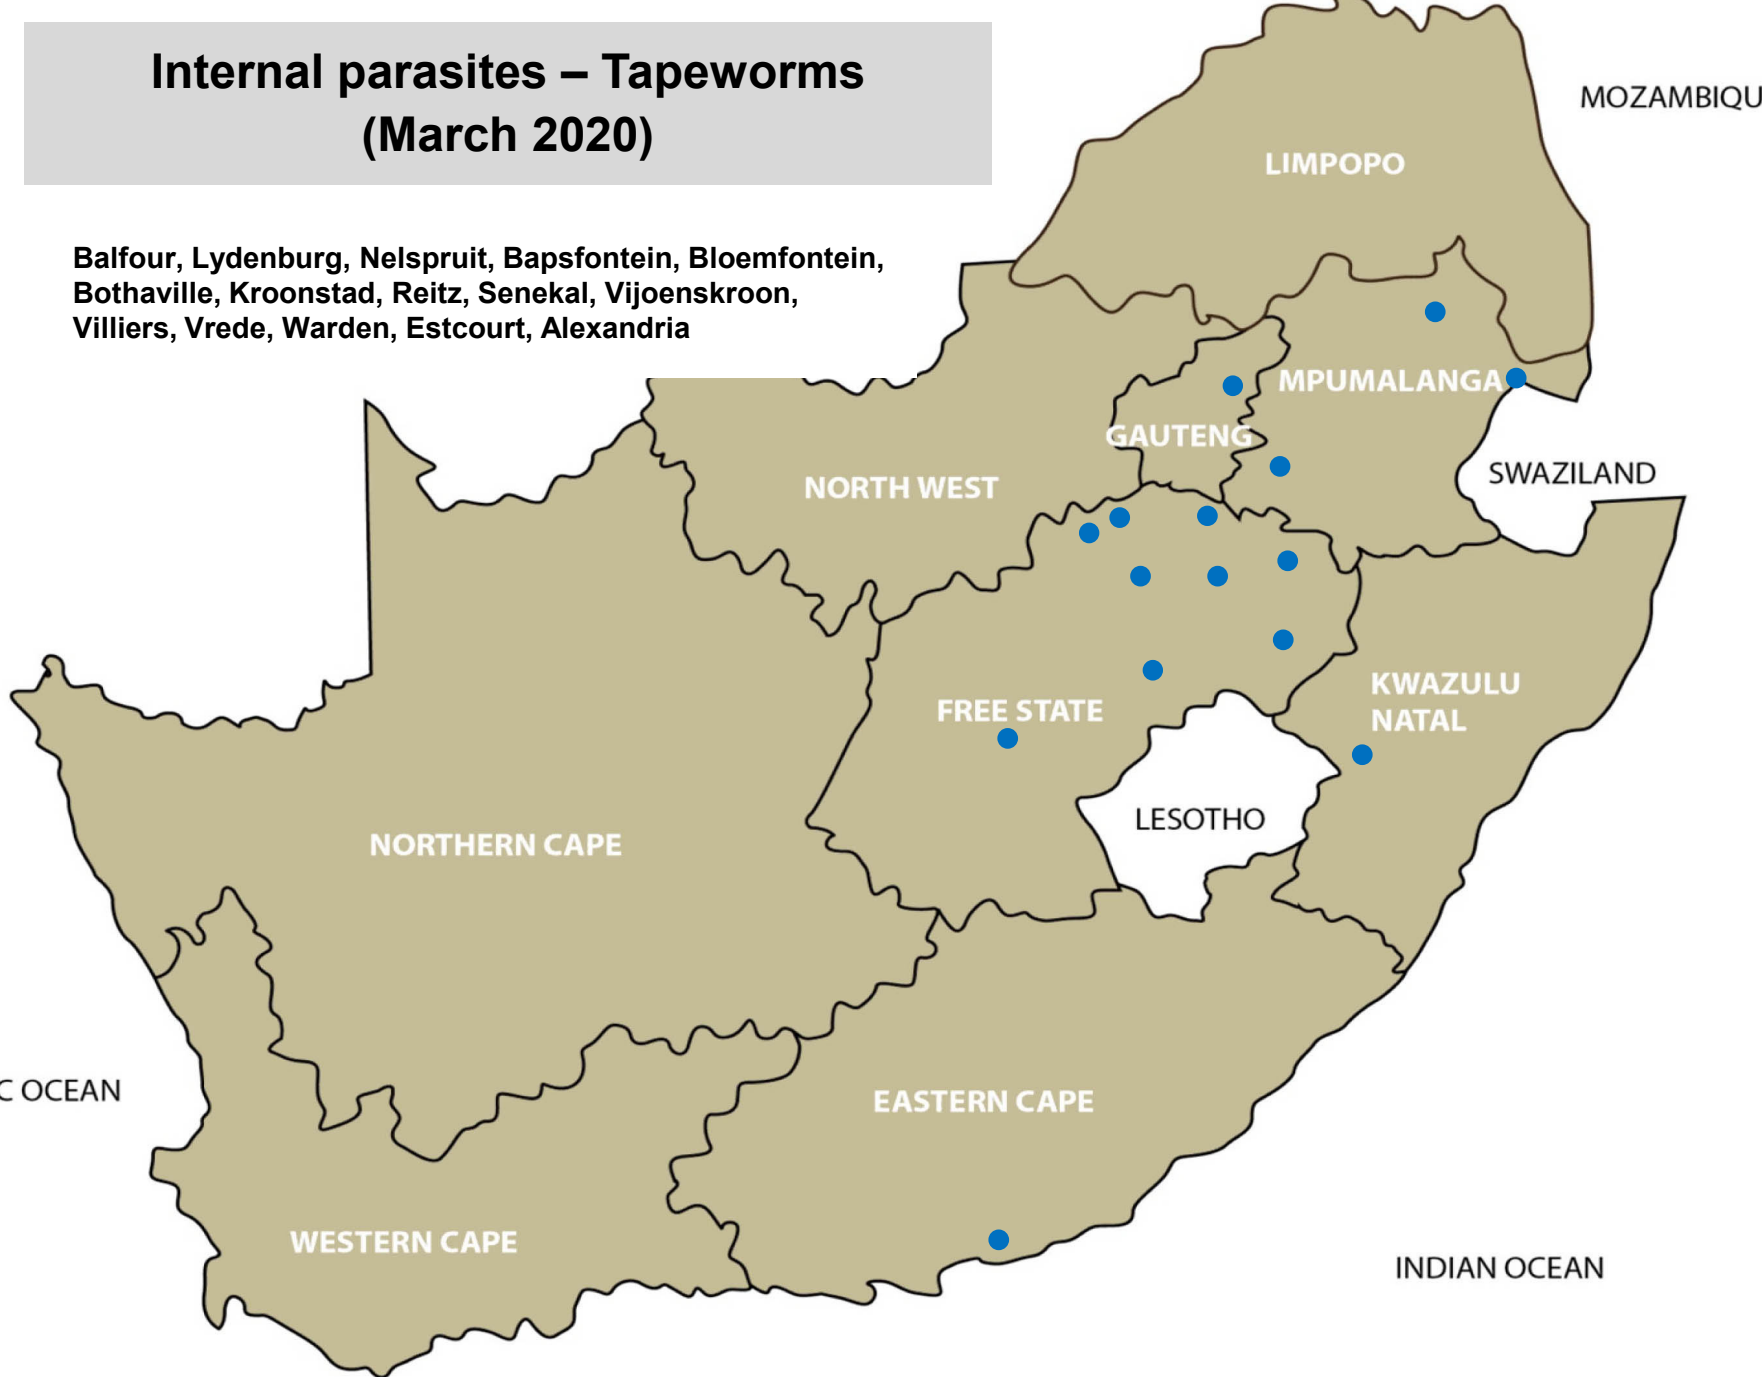 Internal parasites – Tapeworms
(March 2020)
Balfour, Lydenburg, Nelspruit, Bapsfontein, Bloemfontein,
Bothaville, Kroonstad, Reitz, Senekal, Vijoenskroon,
Villiers, Vrede, Warden, Estcourt, Alexandria
MOZAMBIQU
LIMPOPO
MPUMALANGA
GAUTENG
NORTH WEST
SWAZILAND
KWAZULU
NATAL
FREE STATE
LESOTHO
NORTHERN CAPE
C OCEAN
EASTERN CAPE
WESTERN CAPE
INDIAN OCEAN